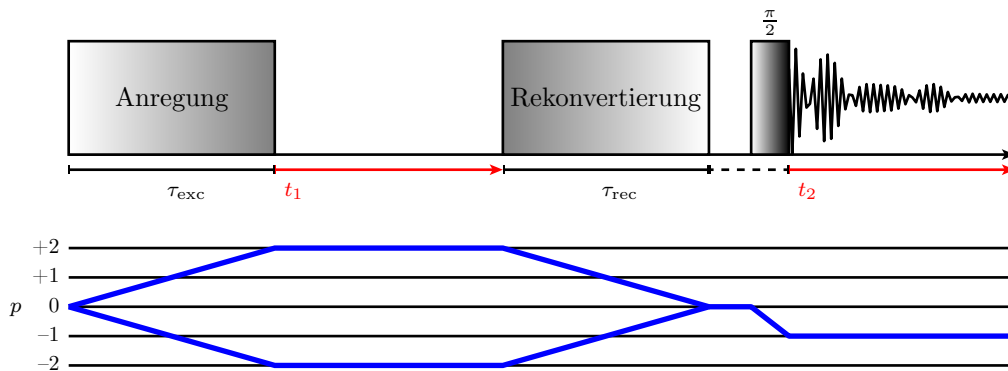 π/2
Anregung
Rekonvertierung
τexc
t1
τrec
t2
+2
+1
p 0
−1
−2